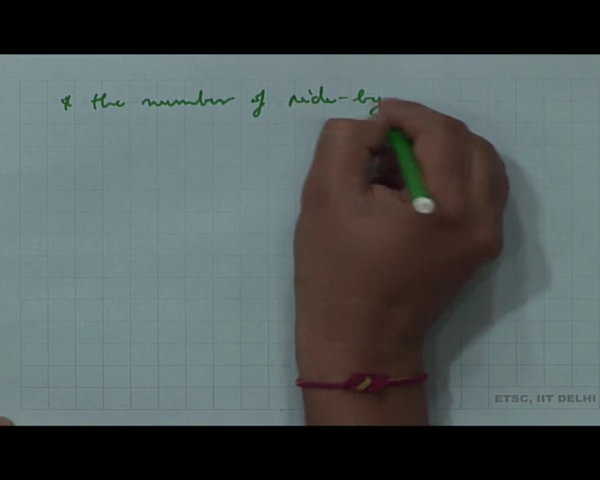 * the number of side-by
ETSC, IIT DELHI